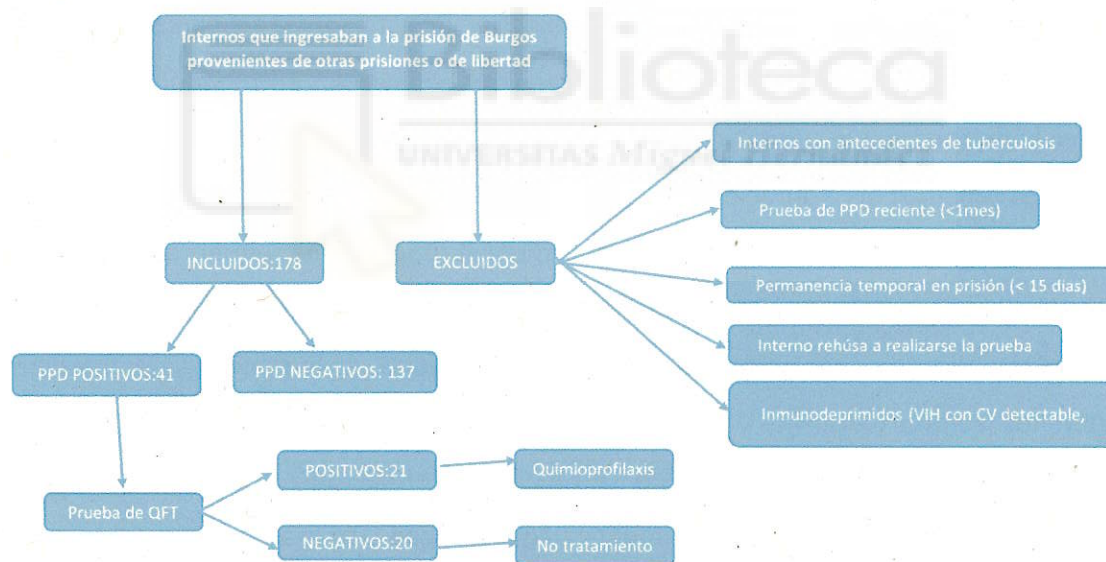 Biblioteca
UNIVERSITAS Miguel Hernández
Internos que ingresaban a la prisión de Burgos
provenientes de otras prisiones o de libertad
Internos con antecedentes de tuberculosis
Prueba de PPD reciente (<1mes)
INCLUIDOS:178
EXCLUIDOS
Permanencia temporal en prisión (< 15 dias)
Interno rehúsa a realizarse la prueba
PPD POSITIVOS:41
PPD NEGATIVOS: 137
Inmunodeprimidos (VIH con CV detectable,
POSITIVOS:21
Quimioprofilaxis
Prueba de QFT
NEGATIVOS:20
No tratamiento